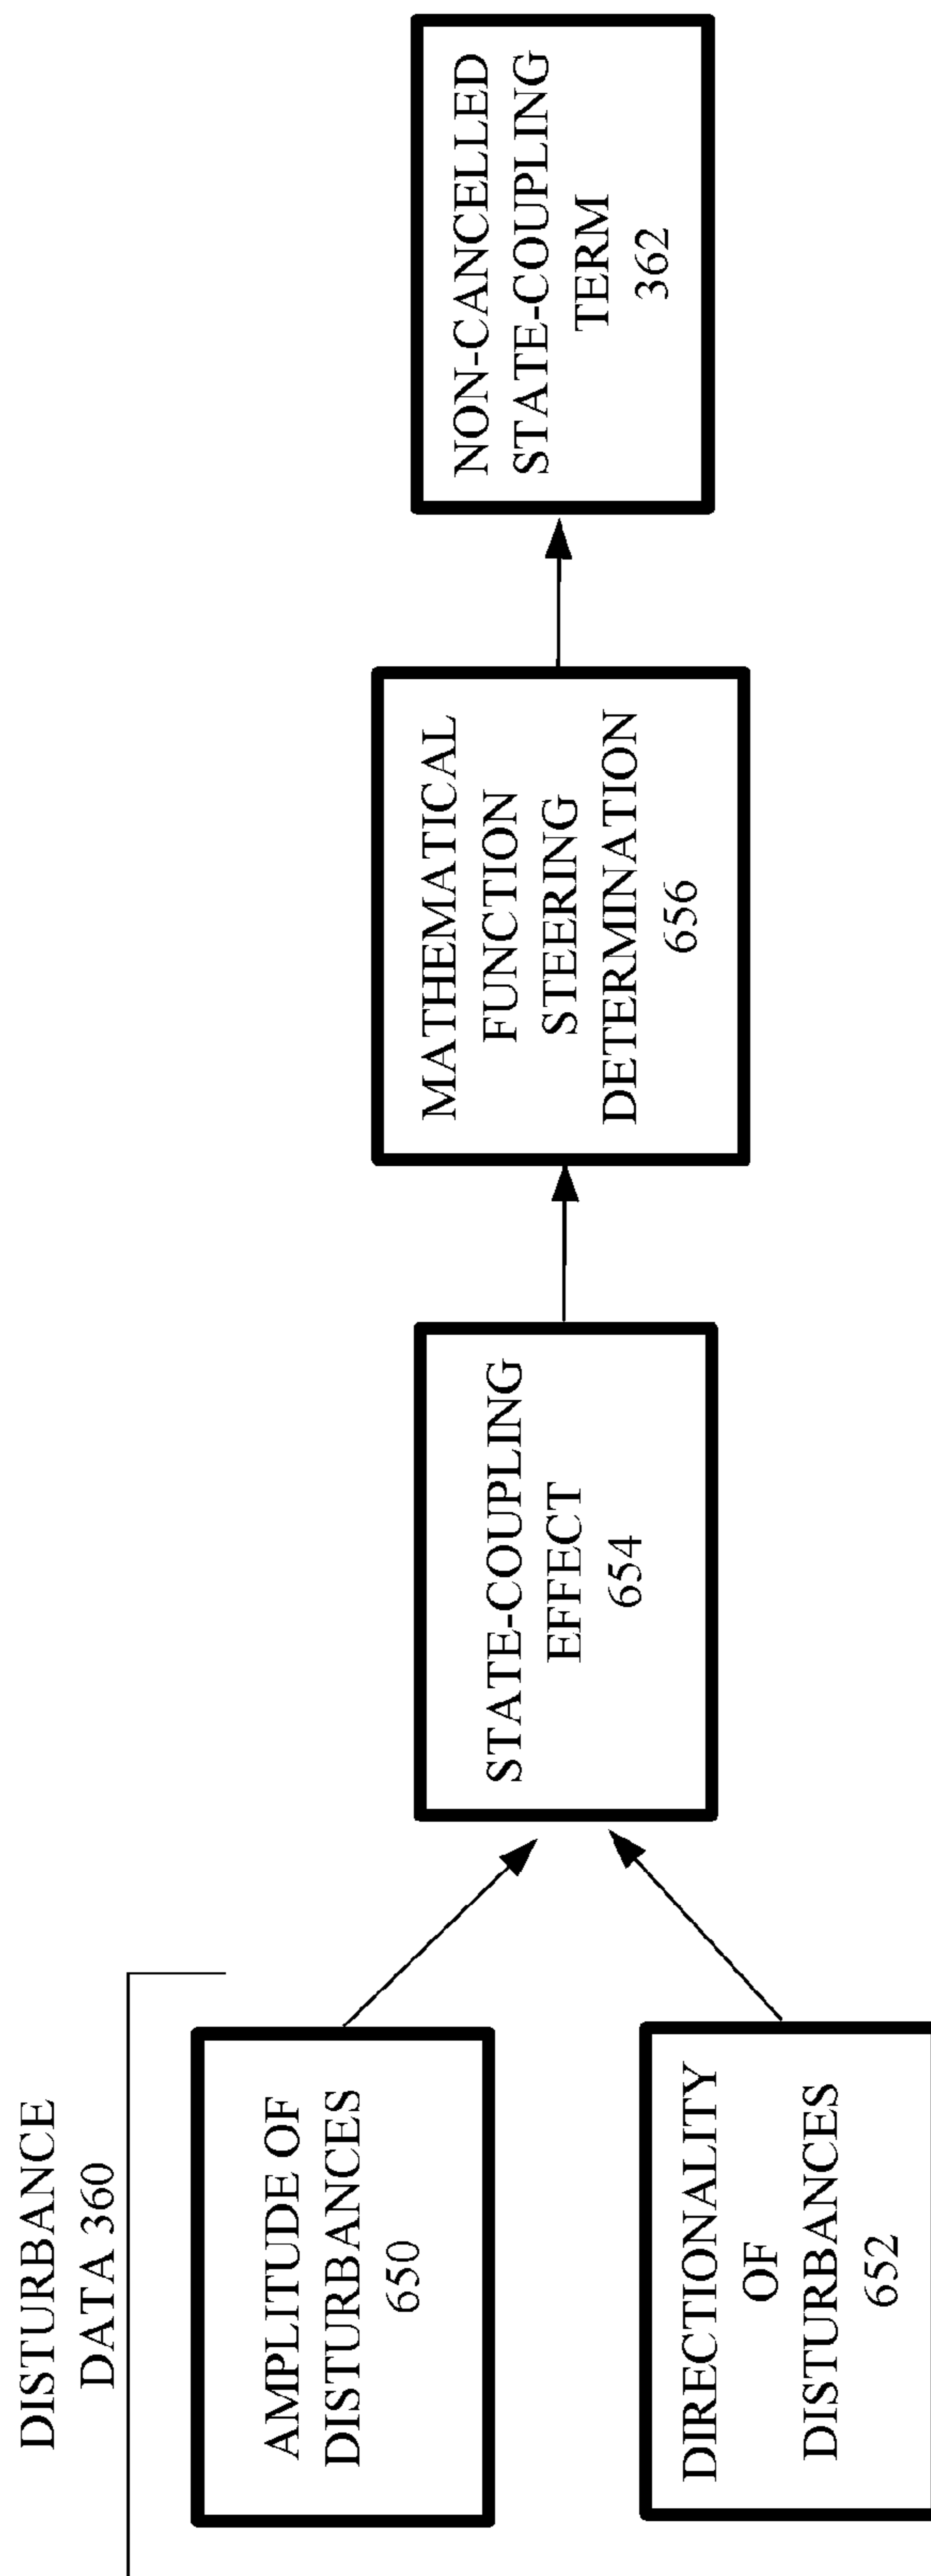 DISTURBANCE
DATA 360
AMPLITUDE OF
DISTURBANCES
650
DIRECTIONALITY
OF
DISTURBANCES
652
STATE-COUPLING
EFFECT
654
MATHEMATICAL
FUNCTION
STEERING
DETERMINATION
656
NON-CANCELLED
STATE-COUPLING
TERM
362